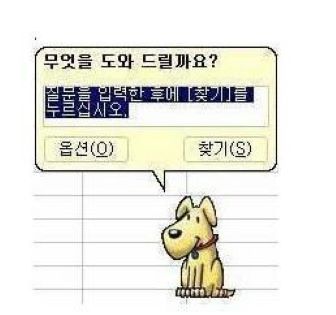 무엇을 도와 드릴까요?
질문을 입력한 후에 [찾기]를
누르십시오.
옵션(O)
찾기(S)